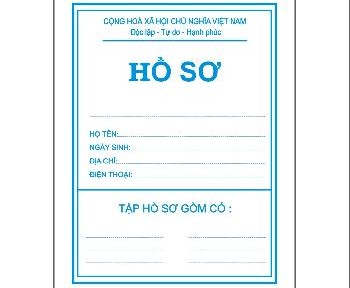 CỘNG HOÀ XÃ HỘI CHỦ NGHĨA VIỆT NAM
Độc lập - Tự do - Hạnh phúc
HỒ SƠ
HỌ TÊN:
NGÀY SINH:
ĐỊA CHỈ:
ĐIỆN THOẠI:
TẬP HỒ SƠ GỒM CÓ :